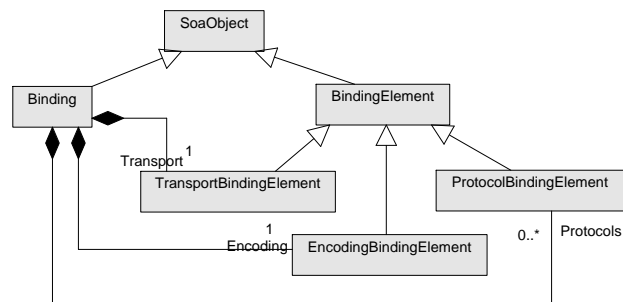 SoaObject
Binding
BindingElement
1
Transport
TransportBindingElement
ProtocolBindingElement
1
Encoding
EncodingBindingElement
0..*
Protocols